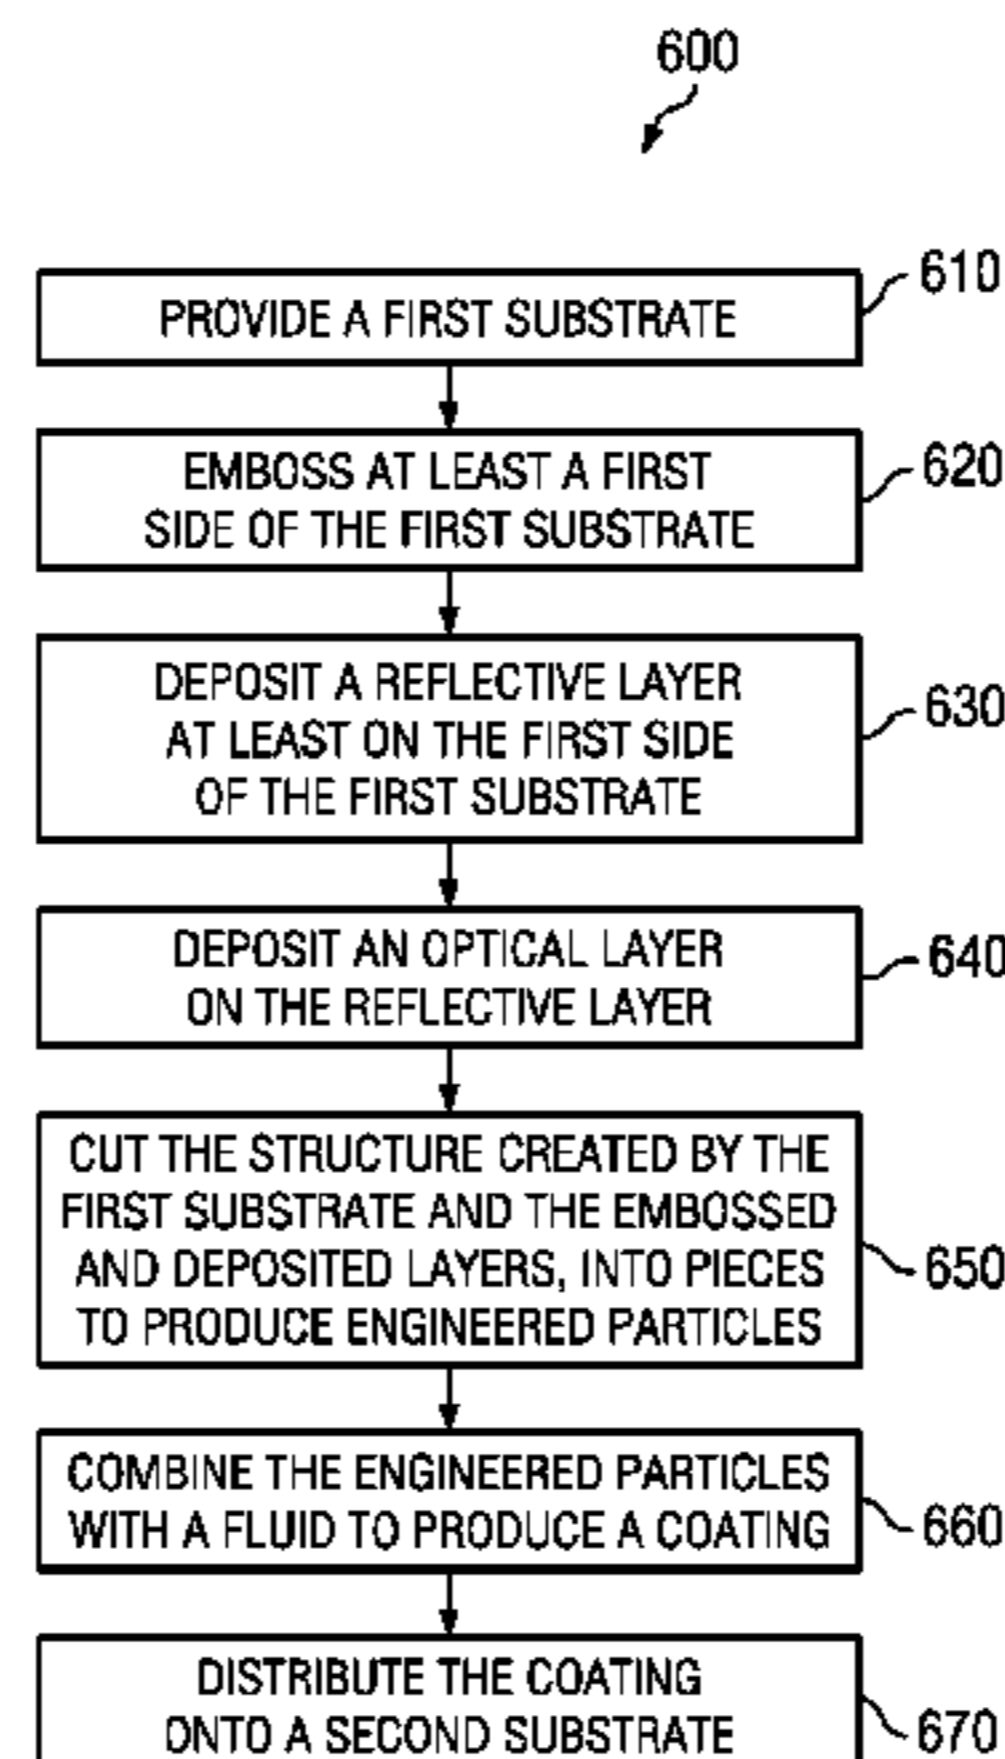 600
PROVIDE A FIRST SUBSTRATE
610
EMBOSS AT LEAST A FIRST
SIDE OF THE FIRST SUBSTRATE
620
DEPOSIT A REFLECTIVE LAYER
AT LEAST ON THE FIRST SIDE
OF THE FIRST SUBSTRATE
630
DEPOSIT AN OPTICAL LAYER
ON THE REFLECTIVE LAYER
640
CUT THE STRUCTURE CREATED BY THE
FIRST SUBSTRATE AND THE EMBOSSED
AND DEPOSITED LAYERS, INTO PIECES
TO PRODUCE ENGINEERED PARTICLES
650
COMBINE THE ENGINEERED PARTICLES
WITH A FLUID TO PRODUCE A COATING
660
DISTRIBUTE THE COATING
ONTO A SECOND SUBSTRATE
670